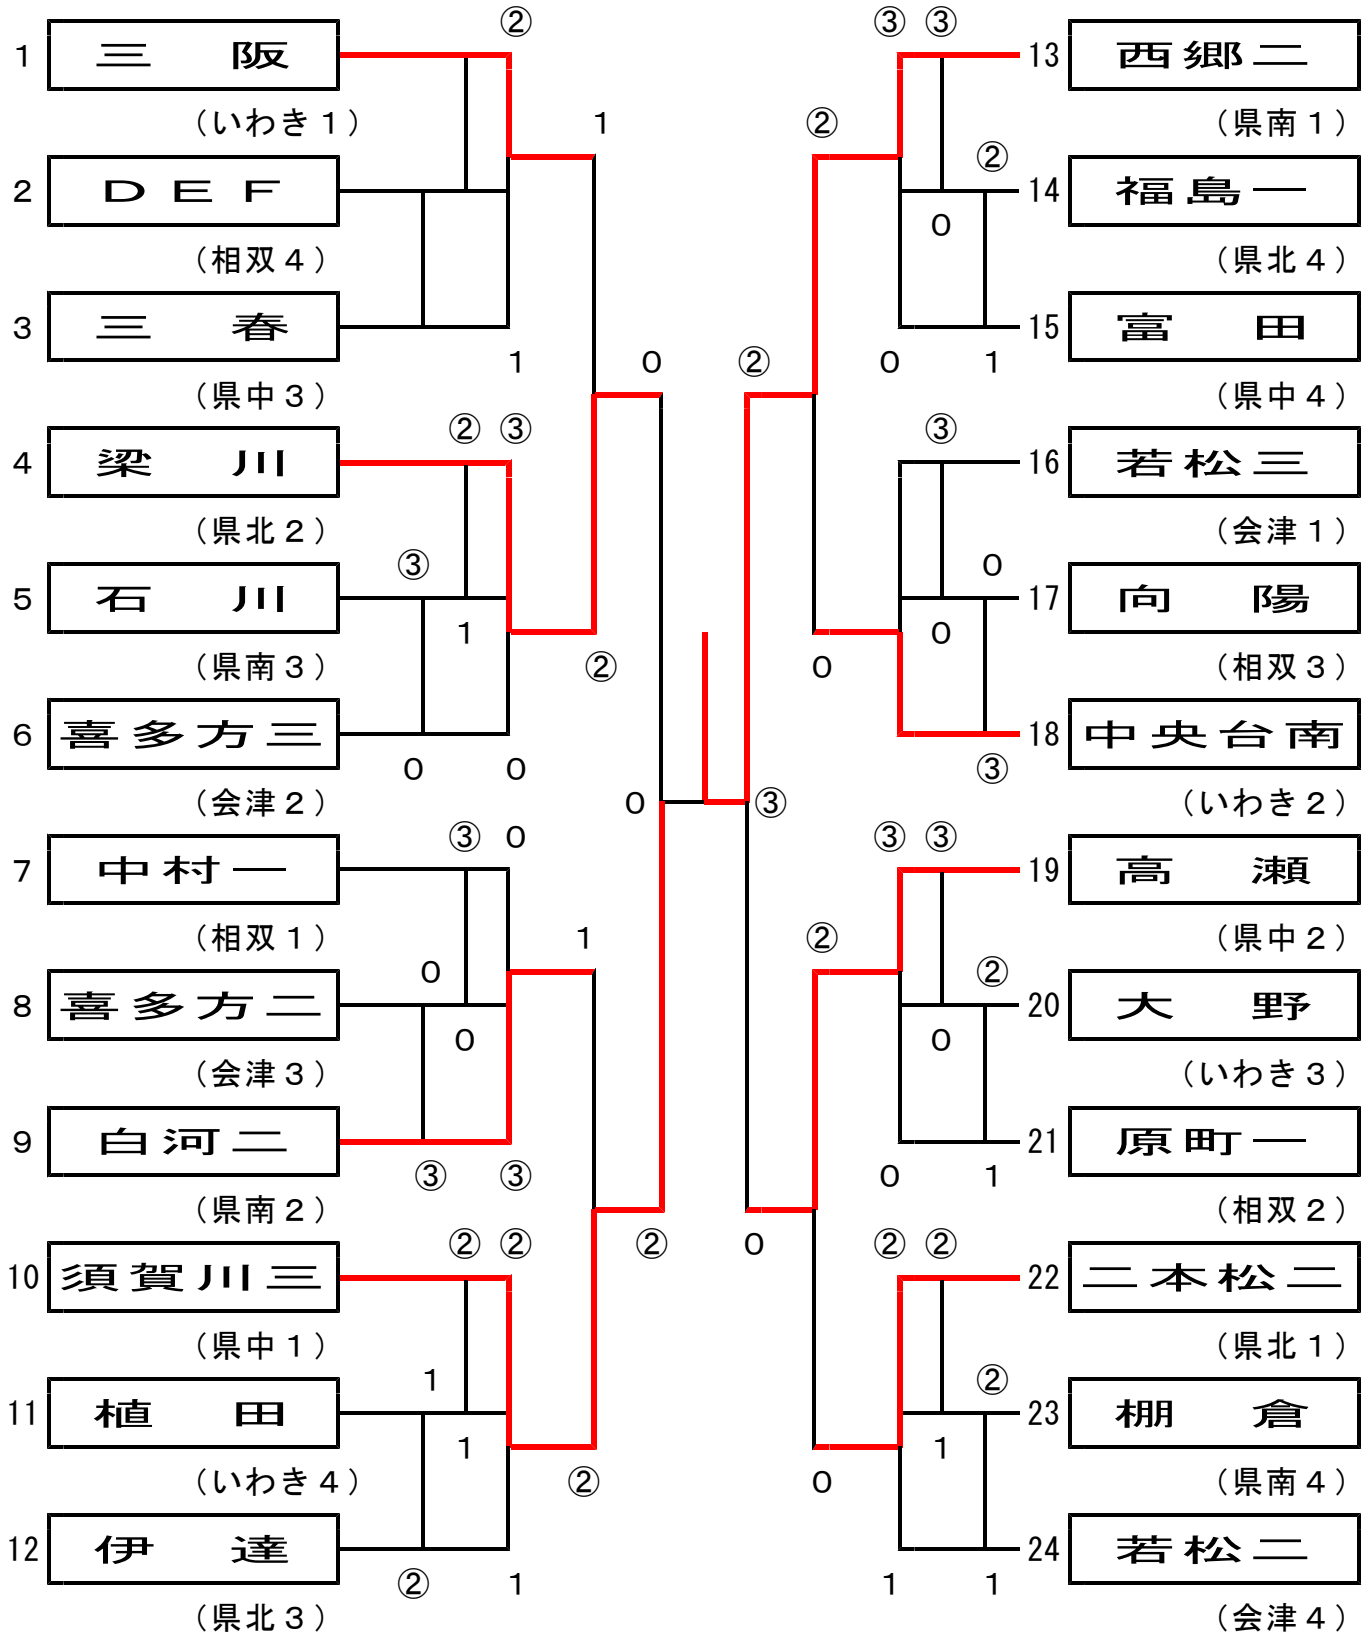 ②
1 三 阪
(いわき1)
1
2 DEF
(相双4)
3 三 春
1
0
(県中3)
② ③
4 梁 川
(県北2)
③
5 石 川
1
(県南3)
②
6 喜多方三
0 0
(会津2)
0
③ 0
7 中村一
(相双1)
1
0
8 喜多方二
0
(会津3)
9 白河二
③ ③
(県南2)
② ② ②
10 須賀川三
(県中1)
1
11 植 田
1
(いわき4)
②
12 伊 達
② 1
(県北3)
③ ③
13 西郷二
(県南1)
②
②
14 福島一
0
(県北4)
15 富 田
② 0 1
(県中4)
③
16 若松三
(会津1)
0
17 向 陽
0
(相双3)
0
18 中央台南
③
(いわき2)
③
③ ③
19 高 瀬
(県中2)
②
②
20 大 野
0
(いわき3)
21 原町一
0 1
(相双2)
0 ② ②
22 二本松二
(県北1)
②
23 棚 倉
1
(県南4)
0
24 若松二
1 1
(会津4)